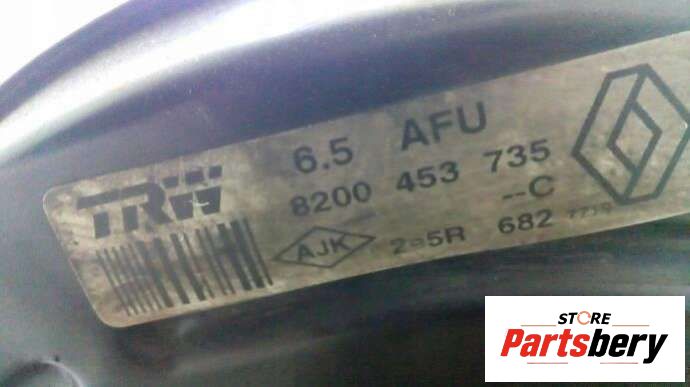 TRW
6.5 AFU
8200 453 735
--C
AJK
682
STORE
Partsbery